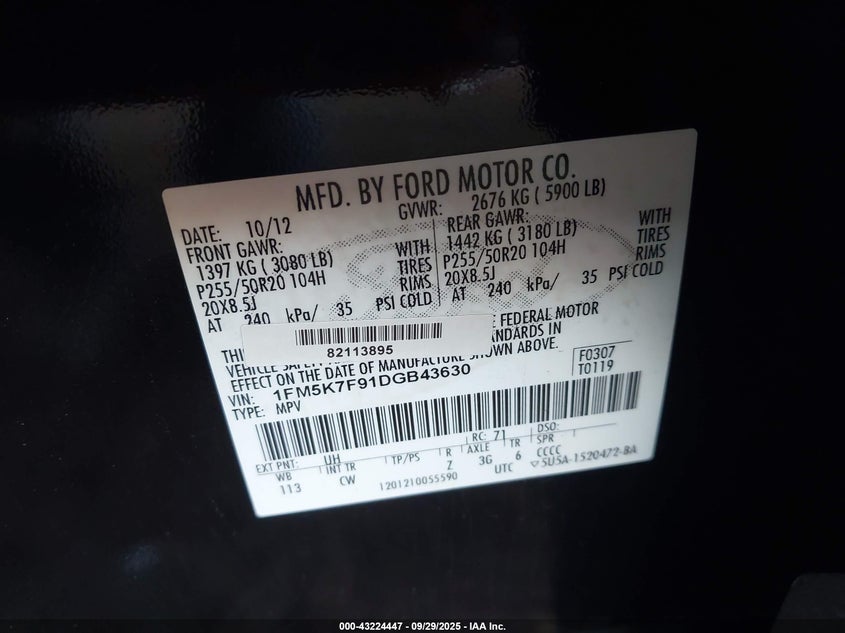 MFD. BY FORD MOTOR CO.
DATE: 10/12 GVWR: 2676 KG ( 5900 LB)
FRONT GAWR: REAR GAWR: WITH
1397 KG ( 3080 LB) WITH 1442 KG ( 3180 LB) TIRES
P255/50R20 104H TIRES P255/50R20 104H RIMS
20X8.5J RIMS 20X8.5J
AT 240 kPa/ 35 PSI COLD AT 240 kPa/ 35 PSI COLD
THI FEDERAL MOTOR
82113895
VEHICLE SAFETY NDARDS IN
EFFECT ON THE DATE OF MANUFACTURE SHOWN ABOVE.
VIN: 1FM5K7F91DGB43630 F0307
TYPE: MPV T0119
EXT PNT: UH RC: 71 DSO:
WB INT TR TP/PS R AXLE TR SPR
113 CW Z 3G 6 CCCC
1201210055590 UTC 5U5A-1520472-BA
000-43224447 - 09/29/2025 - IAA Inc.